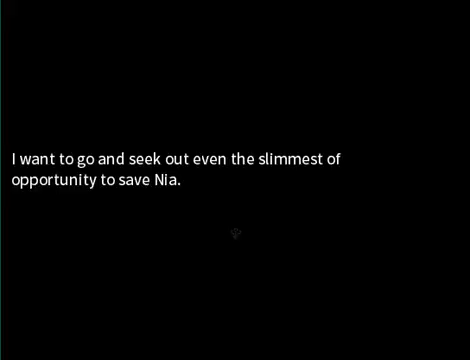 I want to go and seek out even the slimmest of
opportunity to save Nia.